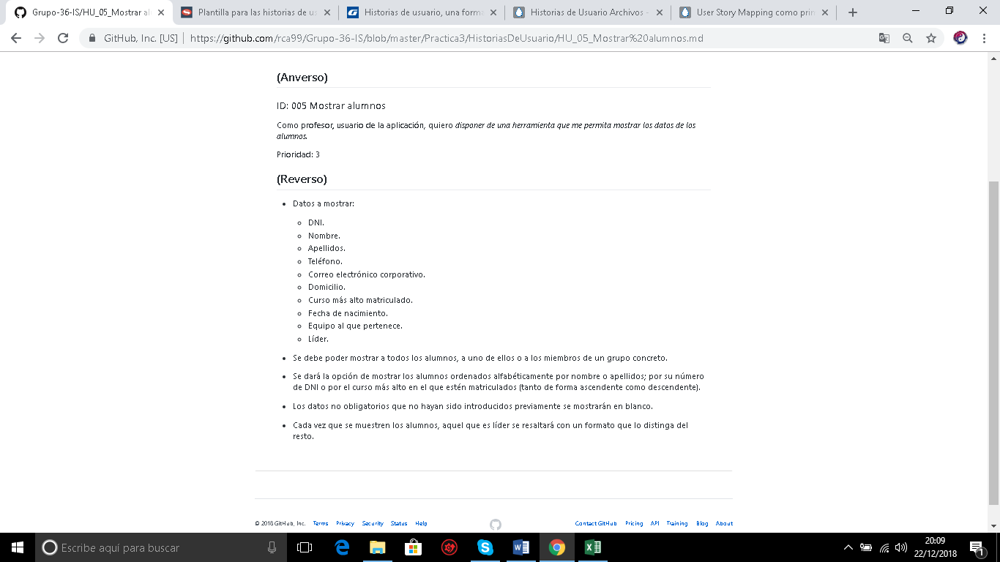 Grupo-36-IS/HU_05_Mostrar al
Plantilla para las historias de us
Historias de usuario, una forma
Historias de Usuario Archivos -
User Story Mapping como prin
GitHub, Inc. [US]
https://github.com/rca99/Grupo-36-IS/blob/master/Practica3/HistoriasDeUsuario/HU_05_Mostrar%20alumnos.md
(Anverso)
ID: 005 Mostrar alumnos
Como profesor, usuario de la aplicación, quiero disponer de una herramienta que me permita mostrar los datos de los
alumnos.
Prioridad: 3
(Reverso)
Datos a mostrar:
DNI.
Nombre.
Apellidos.
Teléfono.
Correo electrónico corporativo.
Domicilio.
Curso más alto matriculado.
Fecha de nacimiento.
Equipo al que pertenece.
Líder.
Se debe poder mostrar a todos los alumnos, a uno de ellos o a los miembros de un grupo concreto.
Se dará la opción de mostrar los alumnos ordenados alfabéticamente por nombre o apellidos; por su número
de DNI o por el curso más alto en el que estén matriculados (tanto de forma ascendente como descendente).
Los datos no obligatorios que no hayan sido introducidos previamente se mostrarán en blanco.
Cada vez que se muestren los alumnos, aquel que es líder se resaltará con un formato que lo distinga del
resto.
© 2018 GitHub, Inc. Terms Privacy Security Status Help
Contact GitHub Pricing API Training Blog About
Escribe aquí para buscar
20:09
22/12/2018
1